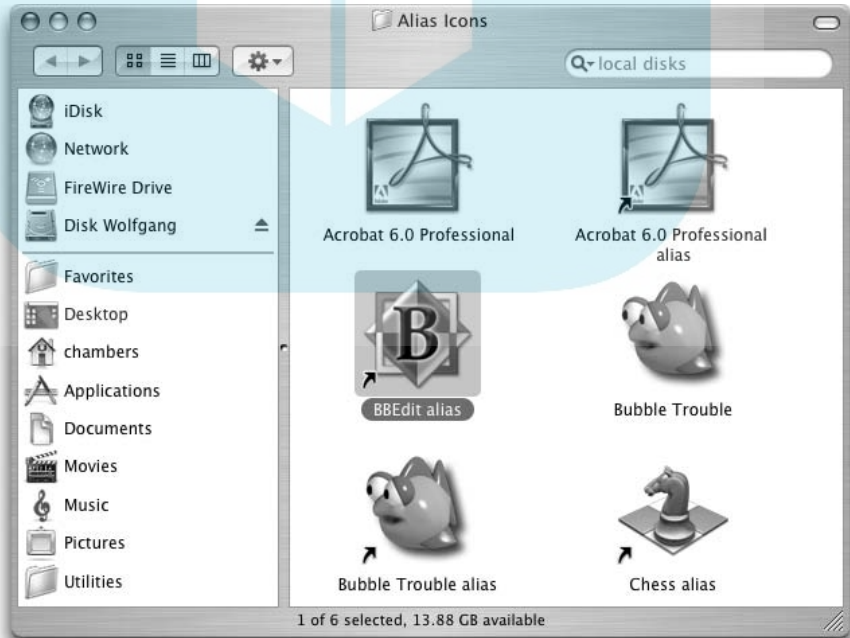 Alias Icons
local disks
iDisk
Network
FireWire Drive
Disk Wolfgang
Favorites
Desktop
chambers
Applications
Documents
Movies
Music
Pictures
Utilities
Acrobat 6.0 Professional
Acrobat 6.0 Professional
alias
B
BBEdit alias
Bubble Trouble
Bubble Trouble alias
Chess alias
1 of 6 selected, 13.88 GB available